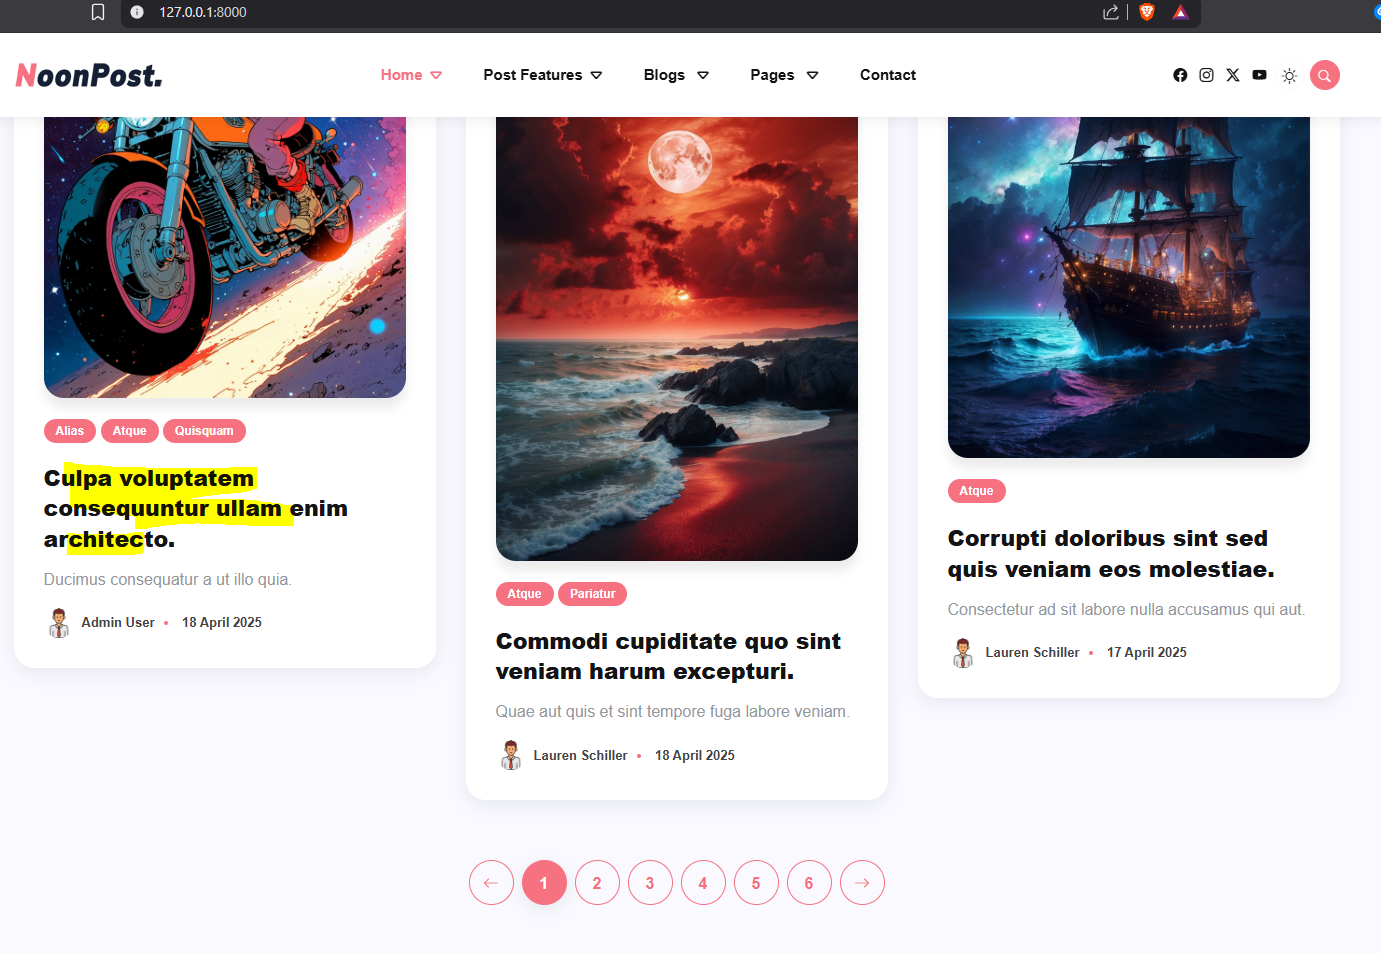 127.0.0.1:8000
NoonPost.
Home Post Features Blogs Pages Contact
Alias Atque Quisquam
Culpa voluptatem
consequuntur ullam enim
architecto.
Ducimus consequatur a ut illo quia.
Admin User • 18 April 2025
Atque Pariatur
Commodi cupiditate quo sint
veniam harum excepturi.
Quae aut quis et sint tempore fuga labore veniam.
Lauren Schiller • 18 April 2025
Atque
Corrupti doloribus sint sed
quis veniam eos molestiae.
Consectetur ad sit labore nulla accusamus qui aut.
Lauren Schiller • 17 April 2025
← 1 2 3 4 5 6 →